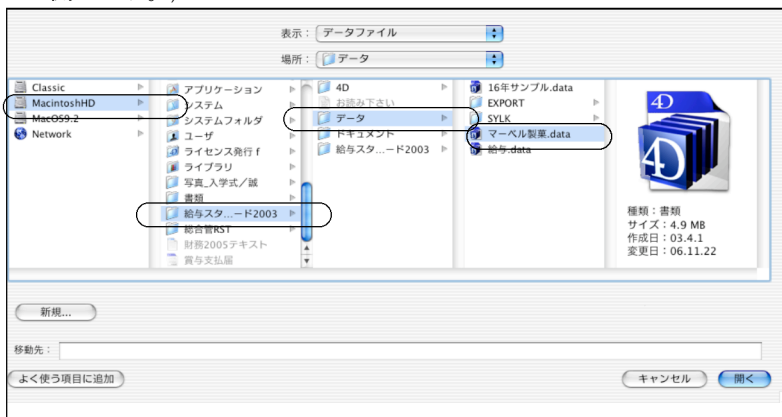 表示： データファイル
場所： データ
Classic
MacintoshHD
MacOS9.2
Network
アプリケーション
システム
システムフォルダ
ユーザ
ライセンス発行 f
ライブラリ
写真_入学式／誠
書類
給与スタ...ード2003
総合管RST
財務2005テキスト
賞与支払届
4D
お読み下さい
データ
ドキュメント
給与スタ...ード2003
16年サンプル.data
EXPORT
SYLK
マーベル製菓.data
給与.data
4D
種類：書類
サイズ：4.9 MB
作成日：03.4.1
変更日：06.11.22
新規...
移動先：
よく使う項目に追加
キャンセル
開く